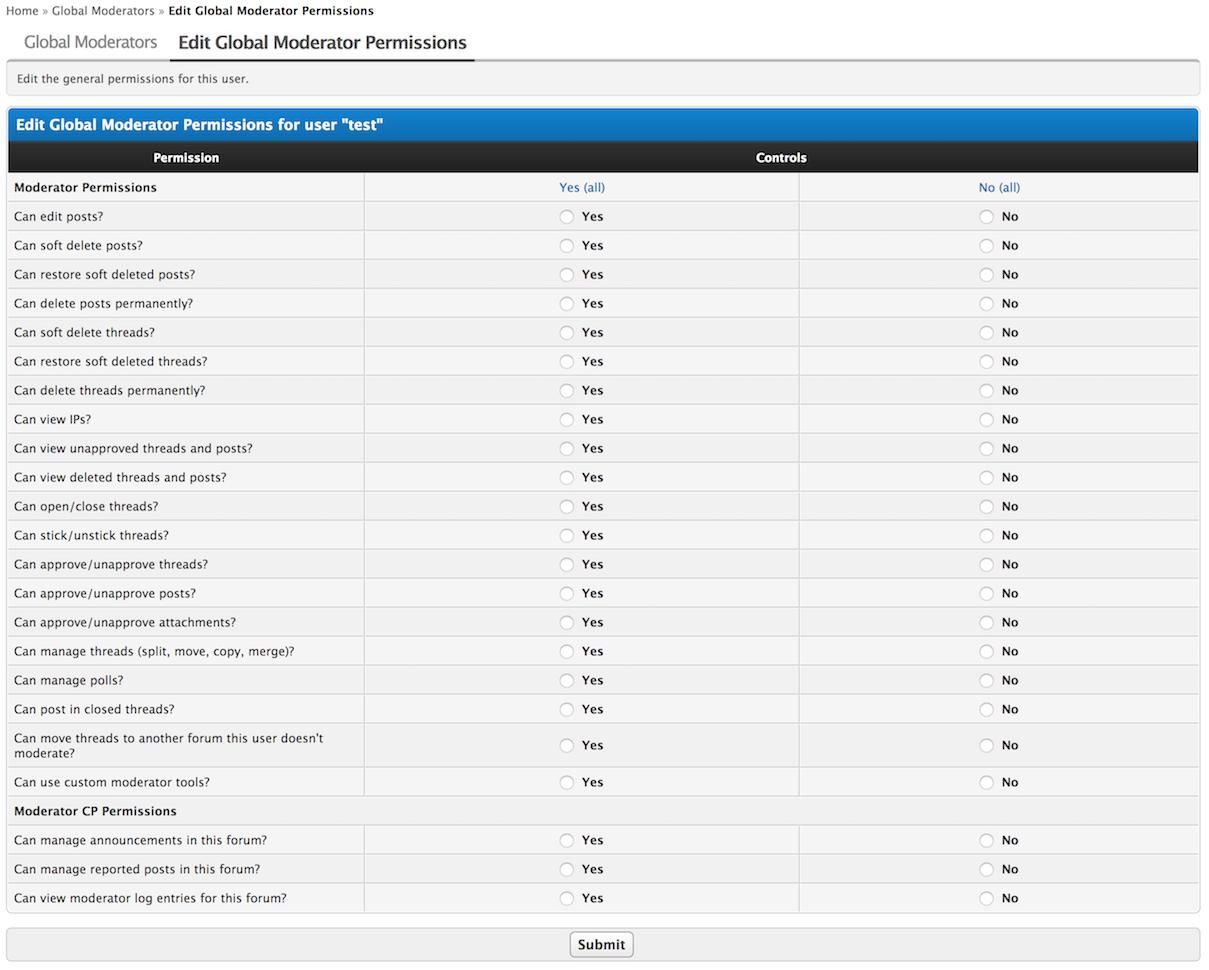 Home » Global Moderators » Edit Global Moderator Permissions
Global Moderators Edit Global Moderator Permissions
Edit the general permissions for this user.
Edit Global Moderator Permissions for user "test"
Permission Controls
Moderator Permissions Yes (all) No (all)
Can edit posts? Yes No
Can soft delete posts? Yes No
Can restore soft deleted posts? Yes No
Can delete posts permanently? Yes No
Can soft delete threads? Yes No
Can restore soft deleted threads? Yes No
Can delete threads permanently? Yes No
Can view IPs? Yes No
Can view unapproved threads and posts? Yes No
Can view deleted threads and posts? Yes No
Can open/close threads? Yes No
Can stick/unstick threads? Yes No
Can approve/unapprove threads? Yes No
Can approve/unapprove posts? Yes No
Can approve/unapprove attachments? Yes No
Can manage threads (split, move, copy, merge)? Yes No
Can manage polls? Yes No
Can post in closed threads? Yes No
Can move threads to another forum this user doesn't
moderate? Yes No
Can use custom moderator tools? Yes No
Moderator CP Permissions
Can manage announcements in this forum? Yes No
Can manage reported posts in this forum? Yes No
Can view moderator log entries for this forum? Yes No
Submit